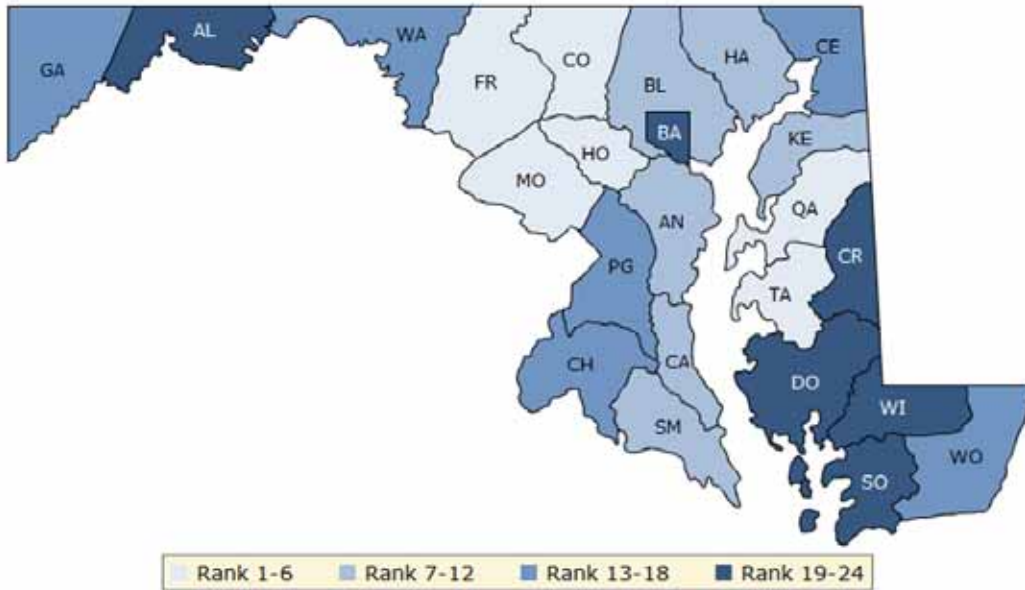 GA
AL
WA
FR
CO
BL
HA
CE
BA
KE
HO
MO
AN
QA
CR
PG
TA
CH
CA
DO
WI
SM
SO
WO
Rank 1-6 Rank 7-12 Rank 13-18 Rank 19-24